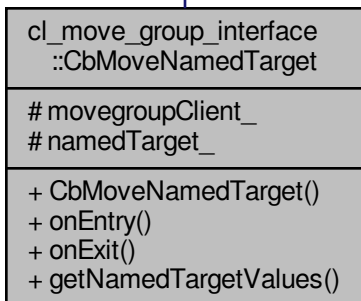 cl_move_group_interface
::CbMoveNamedTarget
# movegroupClient_
# namedTarget_
+ CbMoveNamedTarget()
+ onEntry()
+ onExit()
+ getNamedTargetValues()